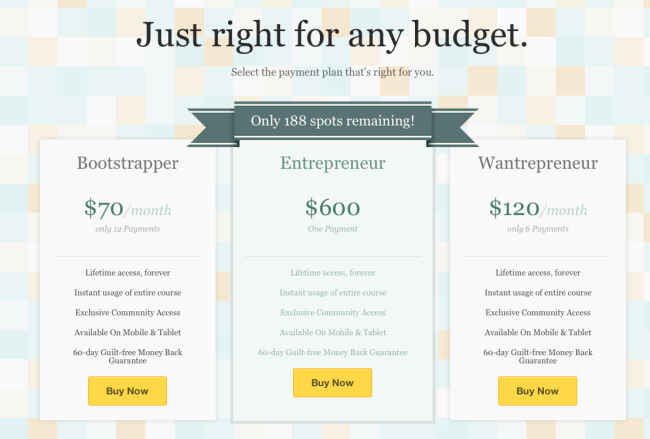 Just right for any budget.
Select the payment plan that's right for you.
Only 188 spots remaining!
Bootstrapper
$70/month
only 12 Payments
Lifetime access, forever
Instant usage of entire course
Exclusive Community Access
Available On Mobile & Tablet
60-day Guilt-free Money Back
Guarantee
Buy Now
Entrepreneur
$600
One Payment
Lifetime access, forever
Instant usage of entire course
Exclusive Community Access
Available On Mobile & Tablet
60-day Guilt-free Money Back Guarantee
Buy Now
Wantrepreneur
$120/month
only 6 Payments
Lifetime access, forever
Instant usage of entire course
Exclusive Community Access
Available On Mobile & Tablet
60-day Guilt-free Money Back
Guarantee
Buy Now